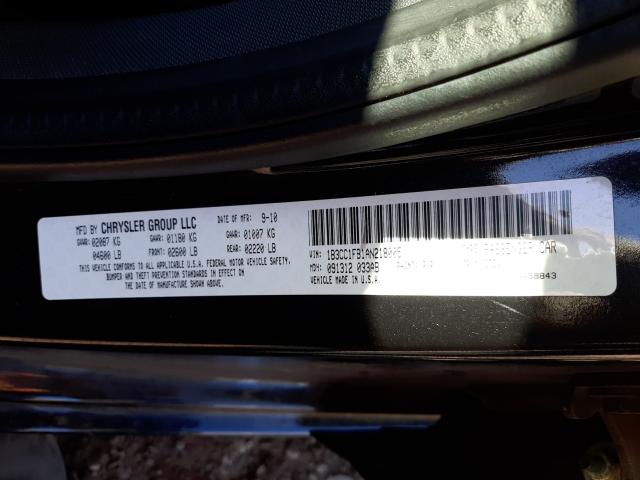 MFD BY CHRYSLER GROUP LLC DATE OF MFR 9-10
GVWR: 02087 KG GAWR: 01180 KG GAWR: 01007 KG
04600 LB FRONT: 02600 LB REAR: 02220 LB
THIS VEHICLE CONFORMS TO ALL APPLICABLE U.S.A. FEDERAL MOTOR VEHICLE SAFETY,
BUMPER AND THEFT PREVENTION STANDARDS IN EFFECT ON
THE DATE OF MANUFACTURE SHOWN ABOVE.
VIN: CAR
MDH: 091312 033AB
VEHICLE MADE IN U.S.A.